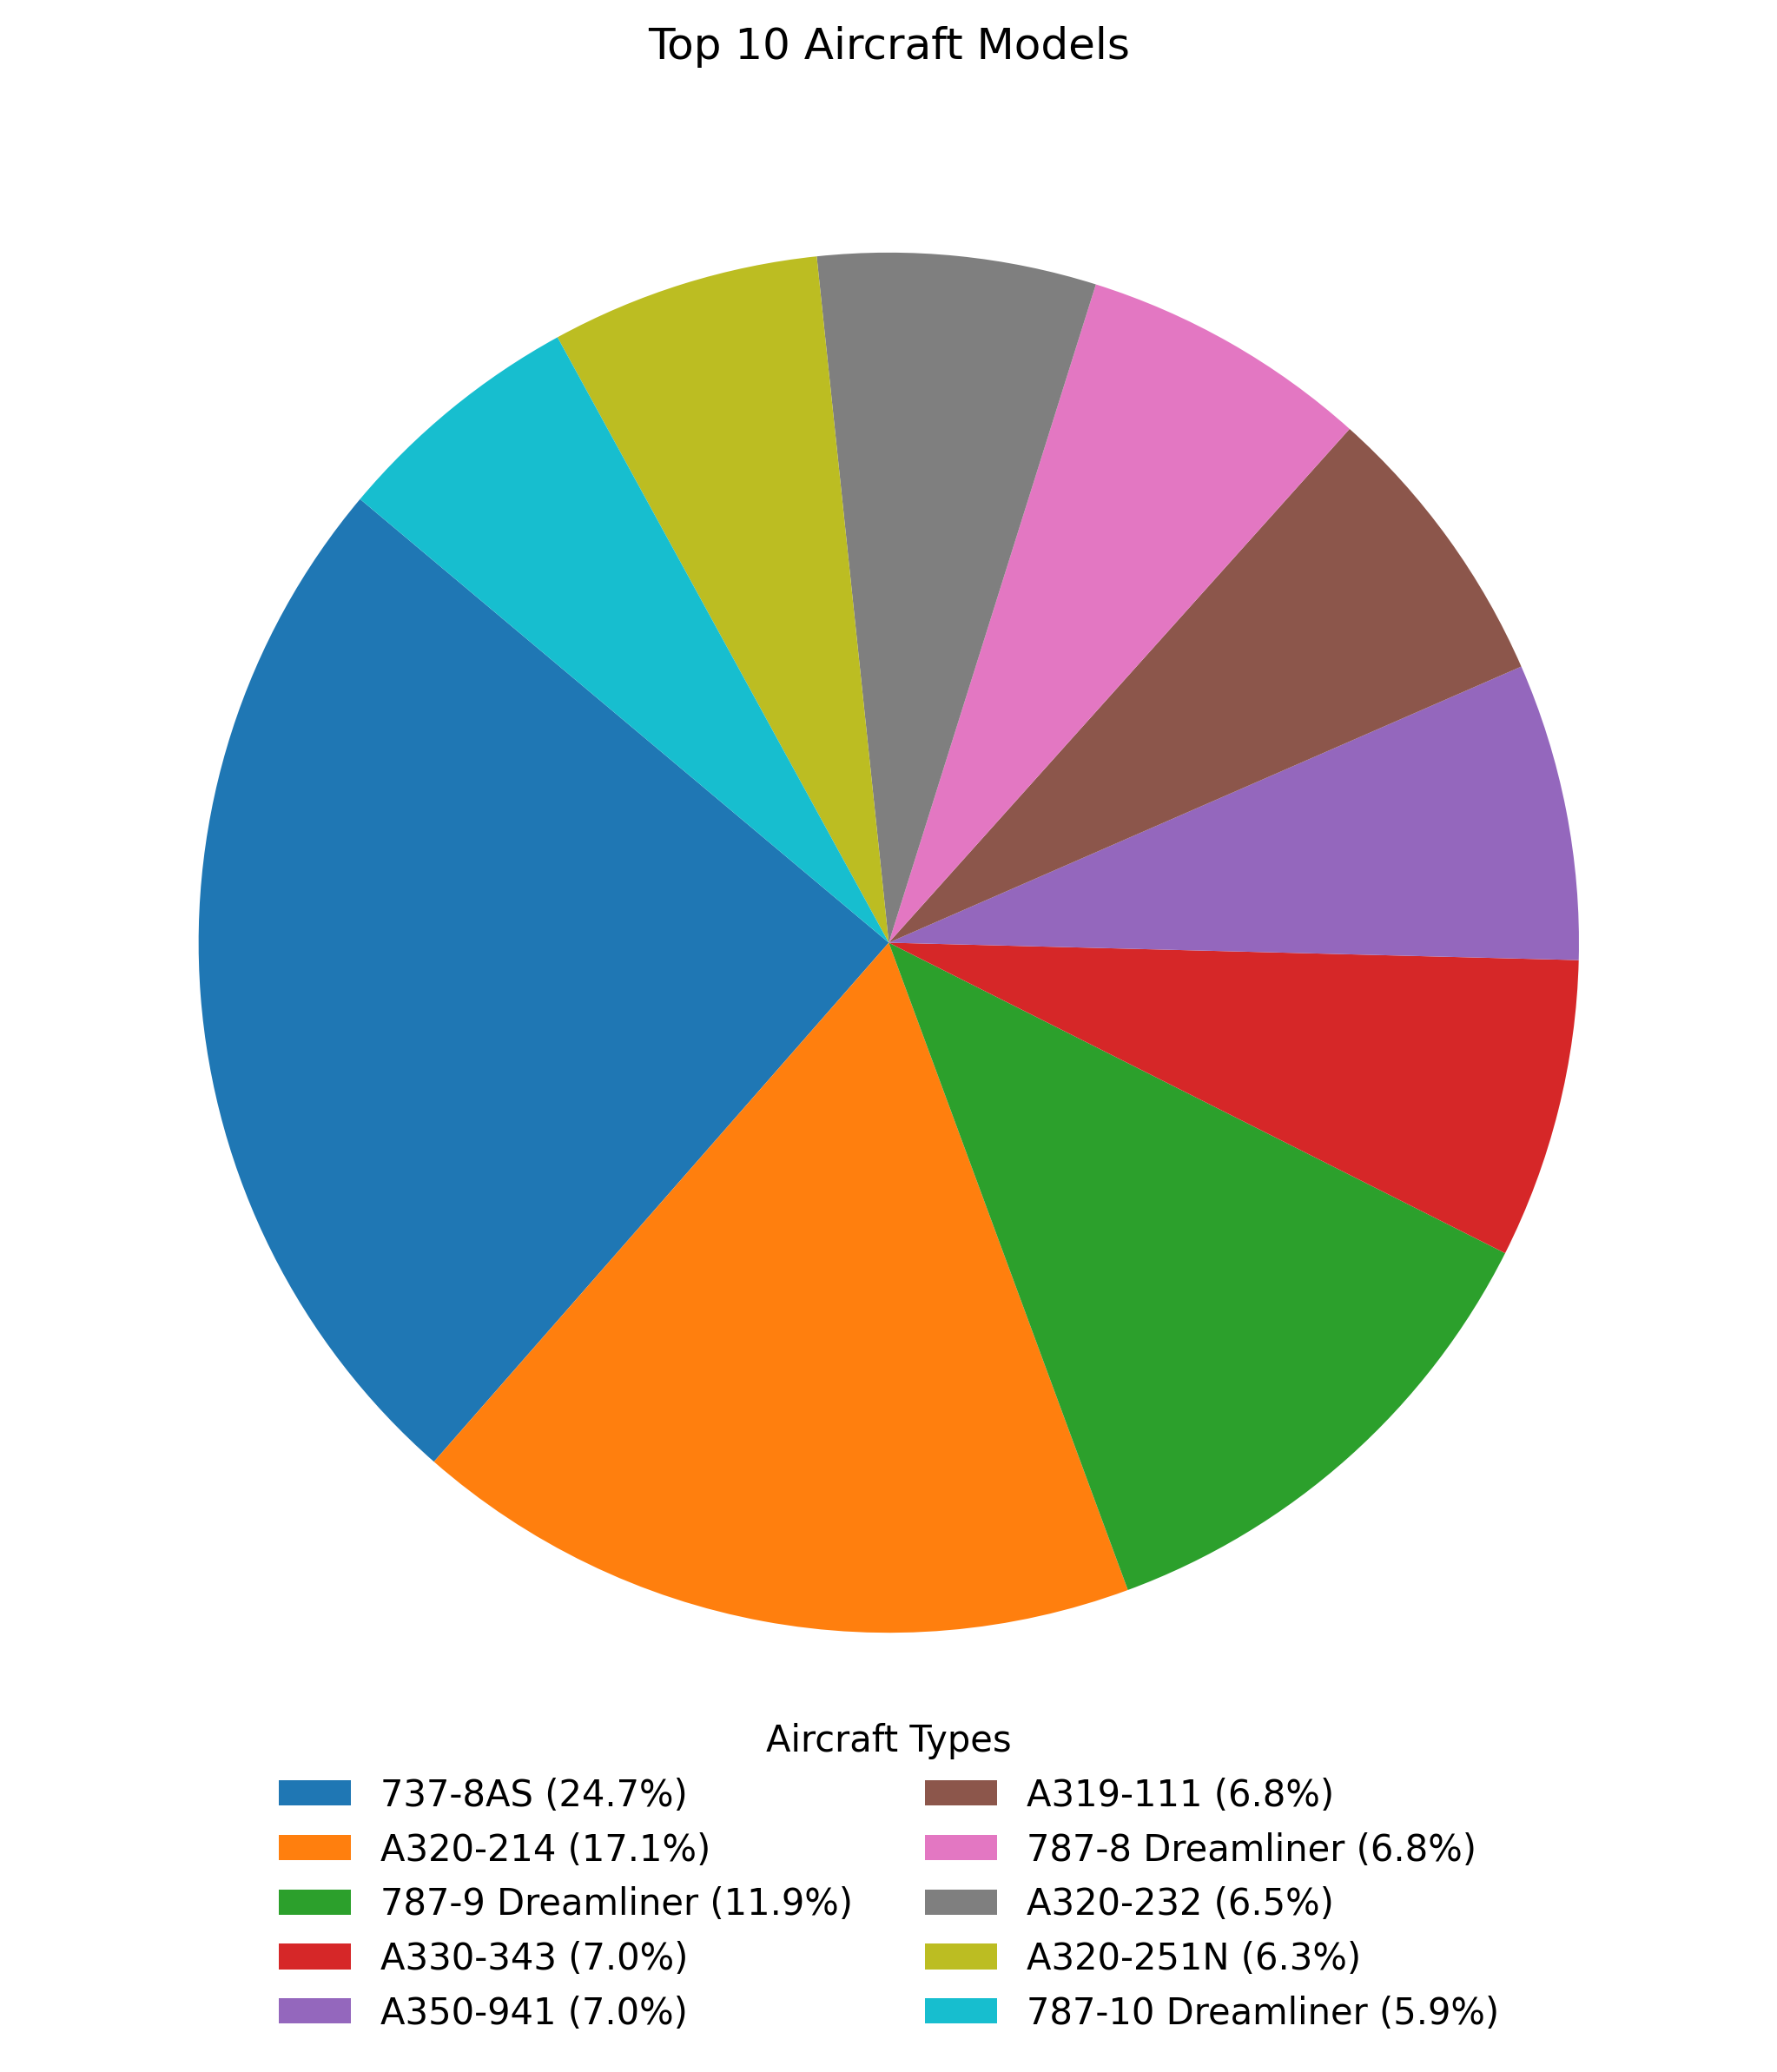 Top 10 Aircraft Models
Aircraft Types
737-8AS (24.7%)
A320-214 (17.1%)
787-9 Dreamliner (11.9%)
A330-343 (7.0%)
A350-941 (7.0%)
A319-111 (6.8%)
787-8 Dreamliner (6.8%)
A320-232 (6.5%)
A320-251N (6.3%)
787-10 Dreamliner (5.9%)